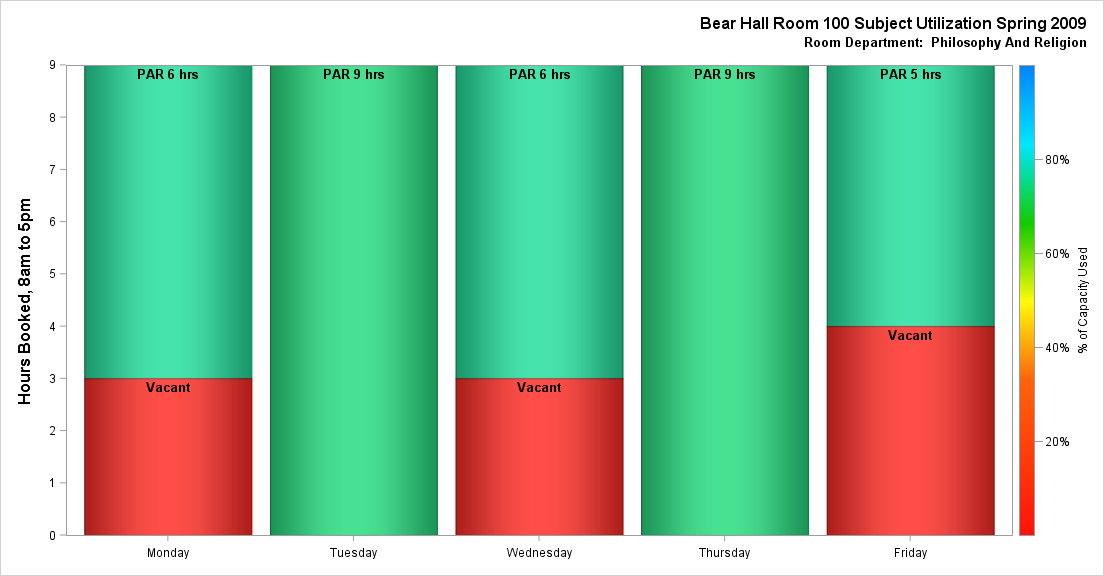 Bear Hall Room 100 Subject Utilization Spring 2009
Room Department:  Philosophy And Religion
Hours Booked, 8am to 5pm
9
8
7
6
5
4
3
2
1
0
PAR 6 hrs
PAR 9 hrs
PAR 6 hrs
PAR 9 hrs
PAR 5 hrs
Vacant
Vacant
Vacant
Monday
Tuesday
Wednesday
Thursday
Friday
80%
60%
40%
20%
% of Capacity Used